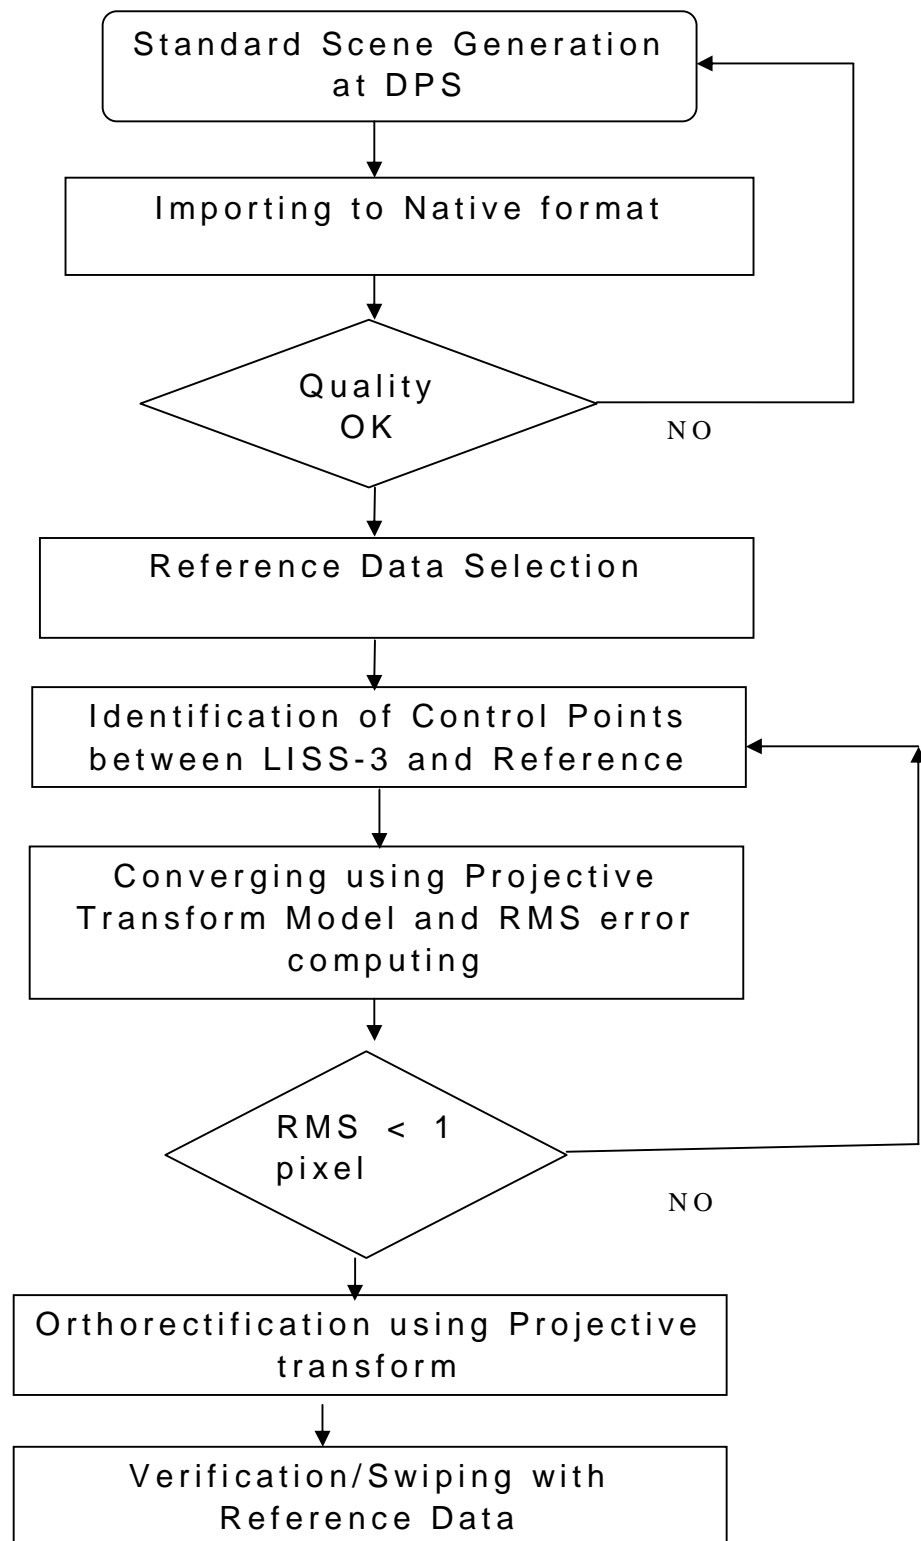 Standard Scene Generation
at DPS
Importing to Native format
Quality
OK
NO
Reference Data Selection
Identification of Control Points
between LISS-3 and Reference
Converging using Projective
Transform Model and RMS error
computing
RMS < 1
pixel
NO
Orthorectification using Projective
transform
Verification/Swiping with
Reference Data